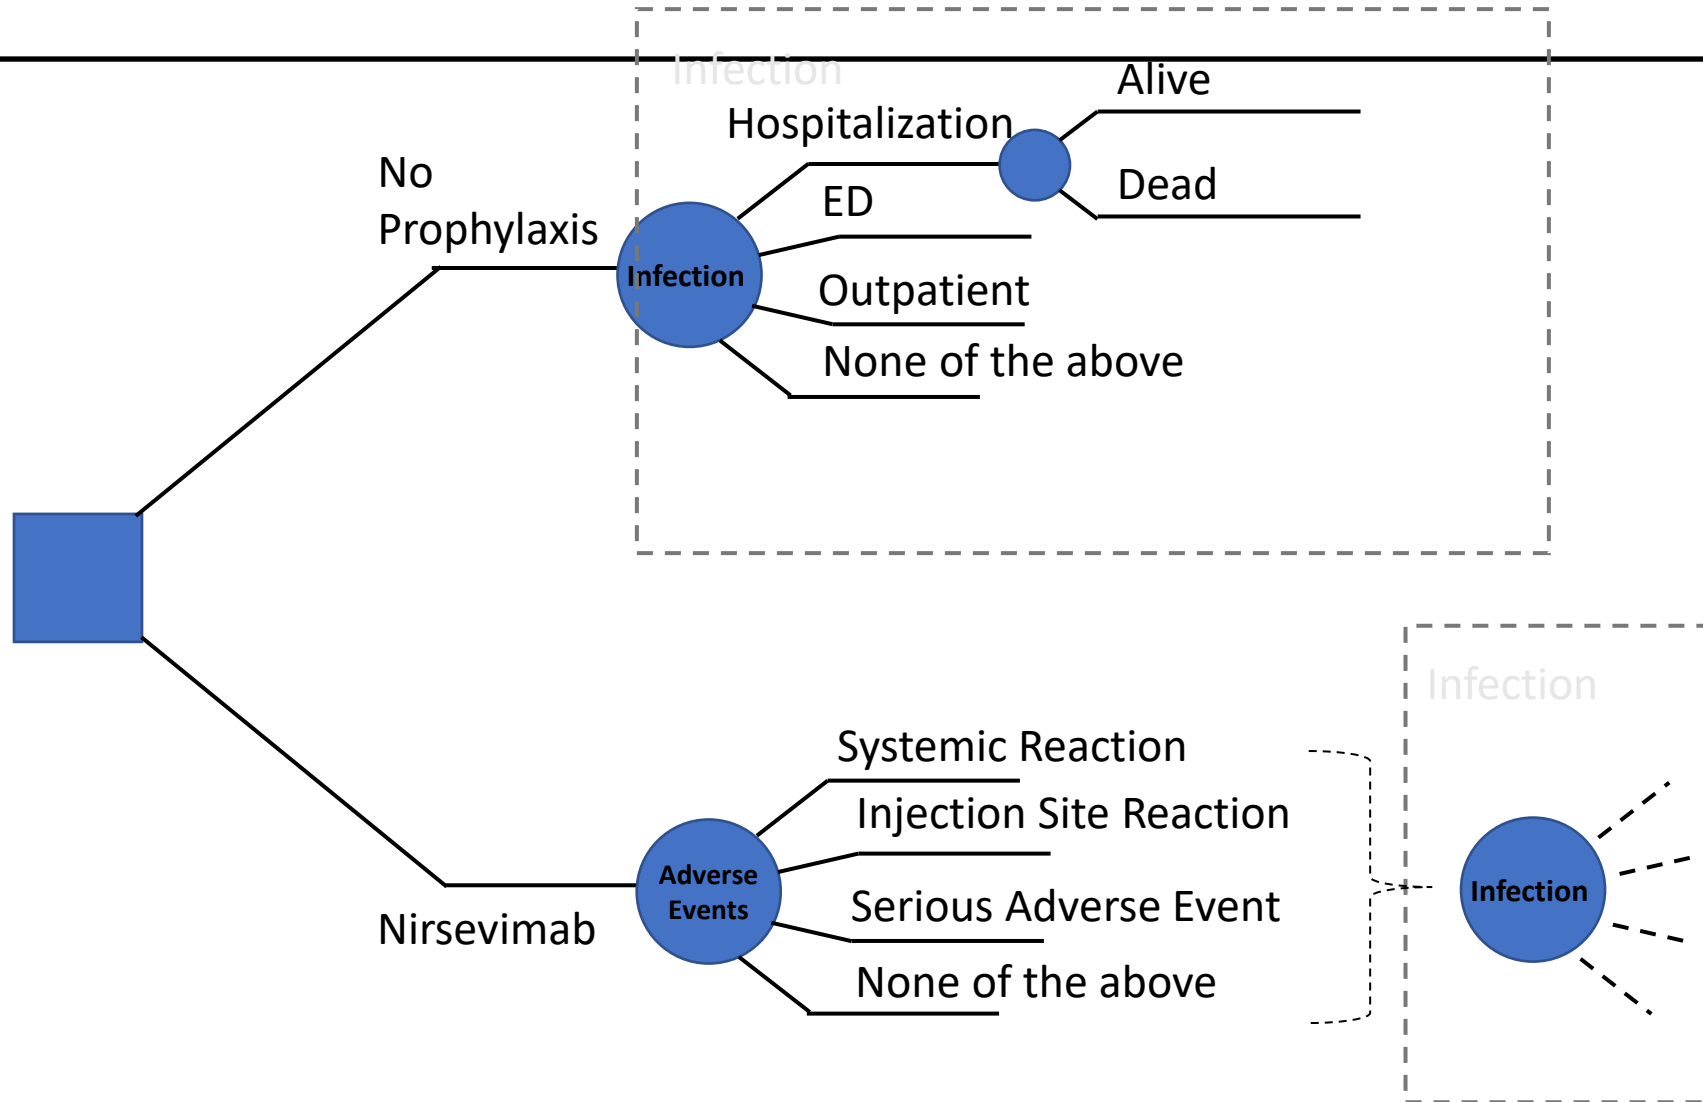 Infection
Alive
Hospitalization
No
Prophylaxis
Dead
ED
Infection
Outpatient
None of the above
Infection
Systemic Reaction
Injection Site Reaction
Adverse
Events
Infection
Serious Adverse Event
Nirsevimab
None of the above